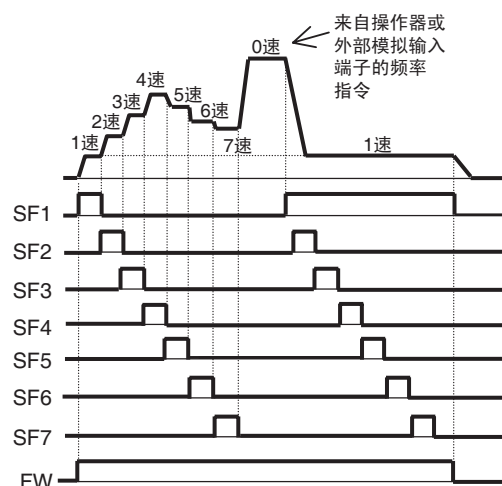 来自操作器或
外部模拟输入
端子的频率
指令
0速
4速
3速
5速
2速
6速
1速
7速
1速
SF1
SF2
SF3
SF4
SF5
SF6
SF7
FW